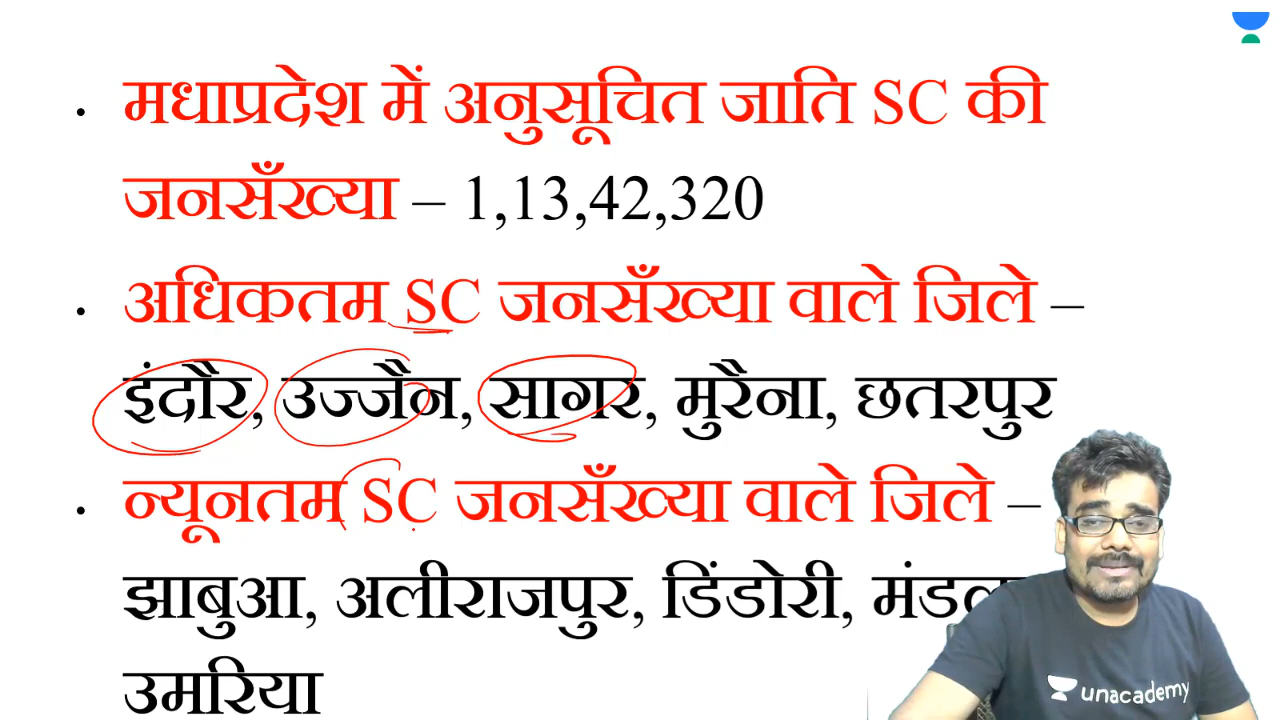 मधाप्रदेश में अनुसूचित जाति SC की
जनसँख्या – 1,13,42,320
अधिकतम SC जनसँख्या वाले जिले –
इंदौर, उज्जैन, सागर, मुरैना, छतरपुर
न्यूनतम SC जनसँख्या वाले जिले –
झाबुआ, अलीराजपुर, डिंडोरी,
उमरिया
unacademy